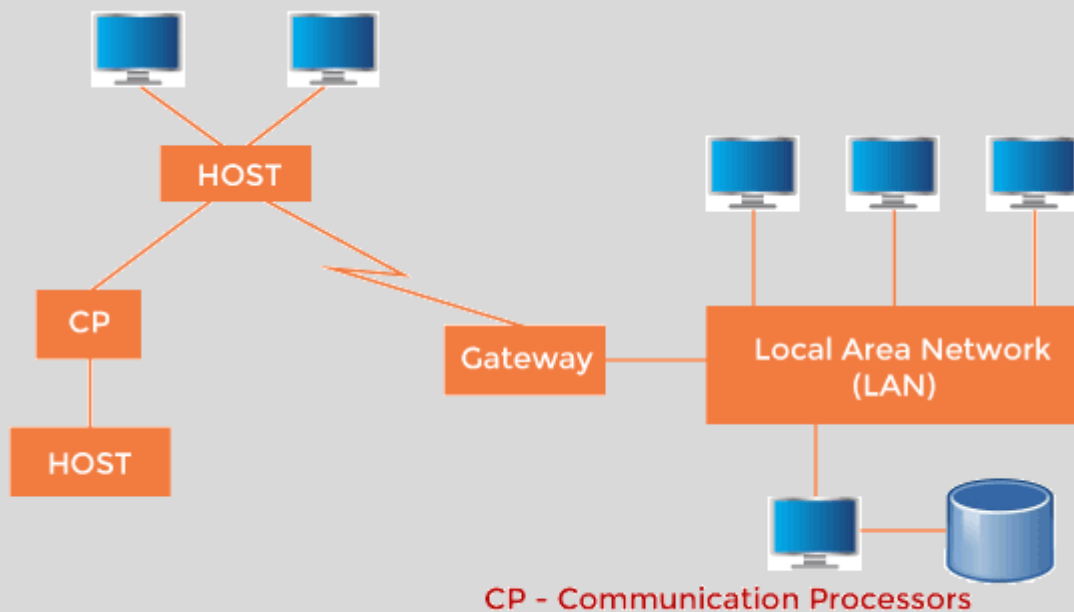 HOST
CP
HOST
Gateway
Local Area Network
(LAN)
CP - Communication Processors